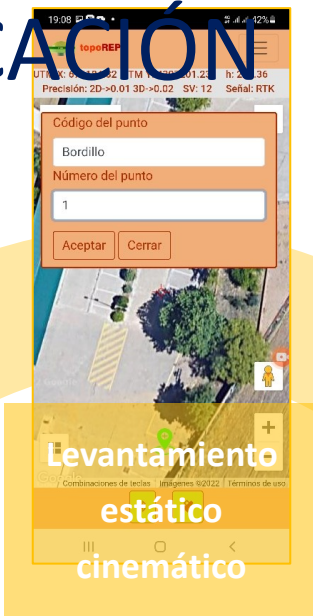 CACIÓN
19:08
42%
topoREP
Precisión: 2D->0.01 3D->0.02 SV: 12 Señal: RTK
Código del punto
Bordillo
Número del punto
1
Aceptar Cerrar
+
Levantamiento
Combinaciones de teclas Imágenes ©2022 Términos de uso
estático
cinemático